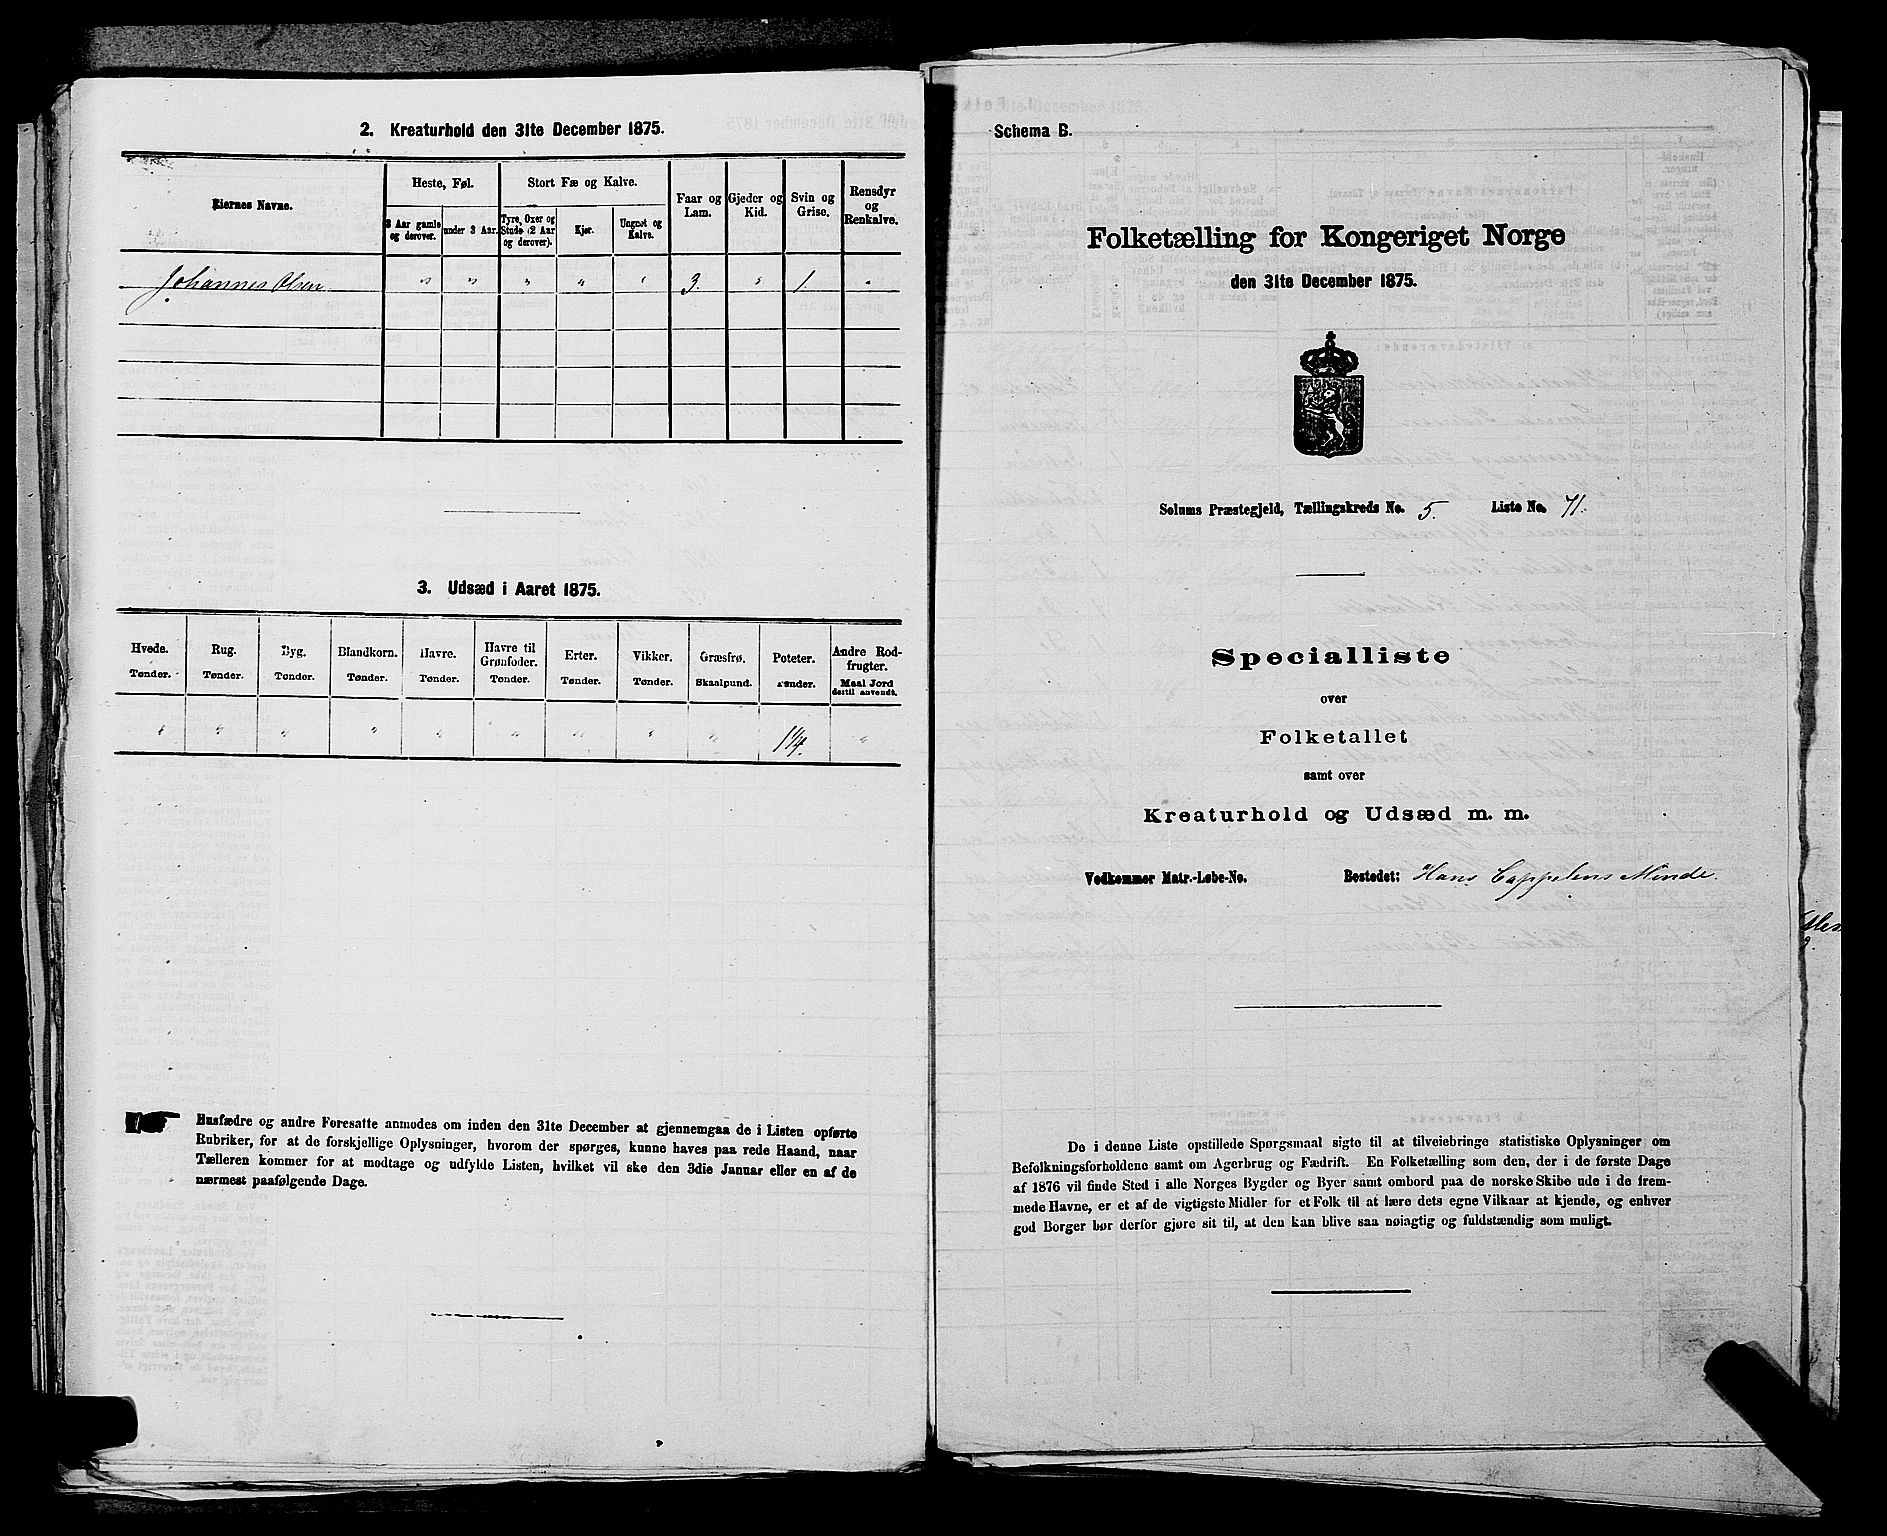 2. Kreaturhold den 31te December 1875.
Eiernes Navne.
Heste, Føl.
Stort Fæ og Kalve.
Faar og Lam.
Gjeder og Kid.
Svin og Grise.
Rensdyr og Renkalve.
3 Aar gamle og derover.
under 3 Aar.
Tyre, Oxer og Stude (2 Aar og derover).
Kjør.
Ungnøt og Kalve.
Johannes Olsen " " " " " 3. " 1. "
3. Udsæd i Aaret 1875.
Hvede. Rug. Byg. Blandkorn. Havre. Havre til Grønfoder. Erter. Vikker. Græsfrø. Poteter. Andre Rodfrugter.
Tønder. Tønder. Tønder. Tønder. Tønder. Tønder. Tønder. Tønder. Skaalpund. Tønder. Maal Jord dertil anvendt.
" " " " " " " " " 1 1/4. "
Husfædre og andre Foresatte anmodes om inden den 31te December at gjennemgaa de i Listen opførte
Rubriker, for at de forskjellige Oplysninger, hvorom der spørges, kunne haves paa rede Haand, naar
Tælleren kommer for at modtage og udfylde Listen, hvilket vil ske den 3die Januar eller en af de
nærmest paafølgende Dage.
Schema B.
Folketælling for Kongeriget Norge
den 31te December 1875.
Solums Præstegjeld, Tællingskreds No. 5. Liste No. 71.
Specialliste
over
Folketallet
samt over
Kreaturhold og Udsæd m. m.
Vedkommer Matr.-Løbe-No. Bostedet: Hans Cappelens Minde.
De i denne Liste opstillede Spørgsmaal sigte til at tilveiebringe statistiske Oplysninger om
Befolkningsforholdene samt om Agerbrug og Fædrift. En Folketælling som den, der i de første Dage
af 1876 vil finde Sted i alle Norges Bygder og Byer samt ombord paa de norske Skibe ude i de frem-
mede Havne, er et af de vigtigste Midler for et Folk til at lære dets egne Vilkaar at kjende, og enhver
god Borger bør derfor gjøre sit til, at den kan blive saa nøiagtig og fuldstændig som muligt.